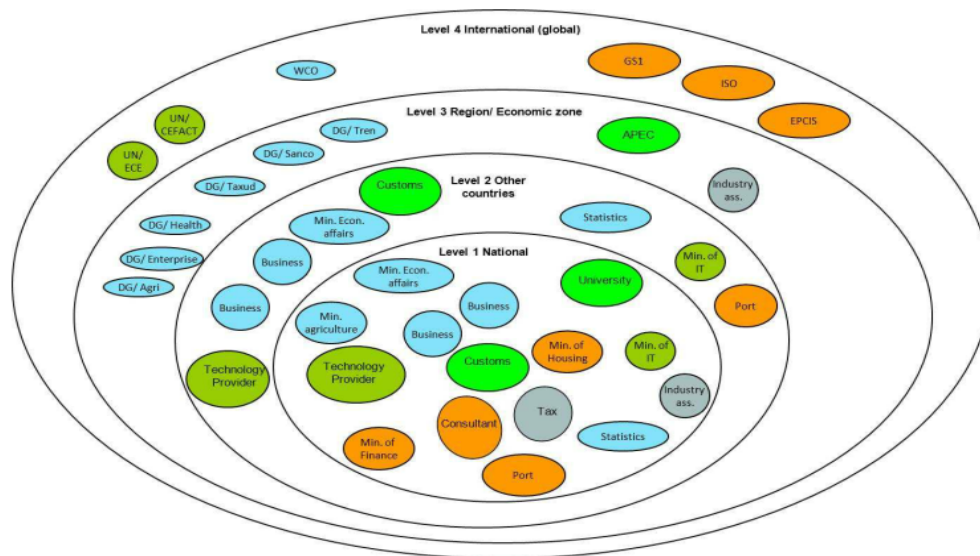 Level 4 International (global)
WCO
GS1
ISO
EPCIS
UN/
CEFACT
UN/
ECE
Level 3 Region/ Economic zone
DG/ Tren
DG/ Sanco
DG/ Taxud
DG/ Health
DG/ Enterprise
DG/ Agri
APEC
Industry
ass.
Level 2 Other
countries
Customs
Min. Econ.
affairs
Business
Business
Technology
Provider
Statistics
Min. of
IT
Port
Level 1 National
Min. Econ.
affairs
University
Min.
agriculture
Business
Business
Technology
Provider
Customs
Min. of
Housing
Min. of
IT
Industry
ass.
Tax
Consultant
Statistics
Min. of
Finance
Port